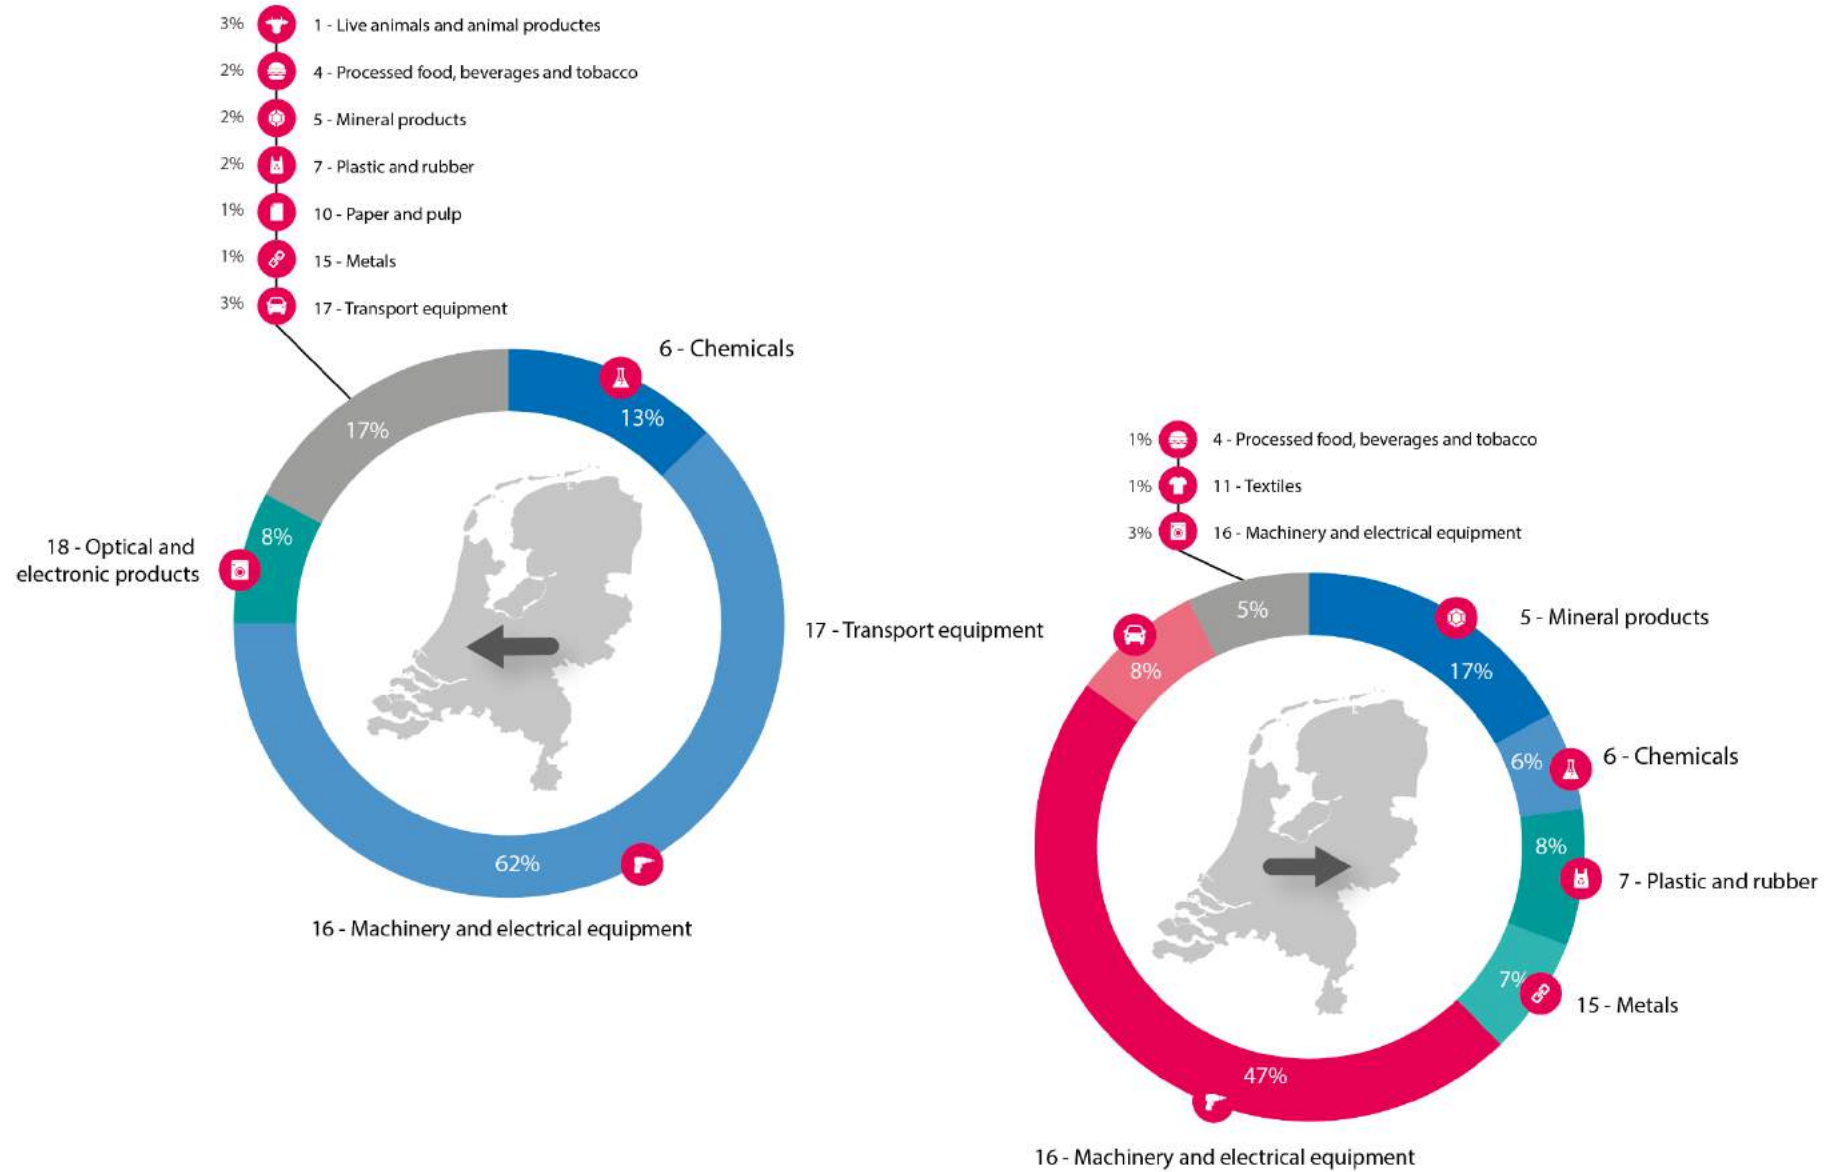 3% 1 - Live animals and animal productes
2% 4 - Processed food, beverages and tobacco
2% 5 - Mineral products
2% 7 - Plastic and rubber
1% 10 - Paper and pulp
1% 15 - Metals
3% 17 - Transport equipment
6 - Chemicals
13%
17%
8%
18 - Optical and
electronic products
62%
16 - Machinery and electrical equipment
1% 4 - Processed food, beverages and tobacco
1% 11 - Textiles
3% 16 - Machinery and electrical equipment
17 - Transport equipment
8%
5%
5 - Mineral products
17%
6 - Chemicals
6%
8%
7 - Plastic and rubber
7%
15 - Metals
47%
16 - Machinery and electrical equipment